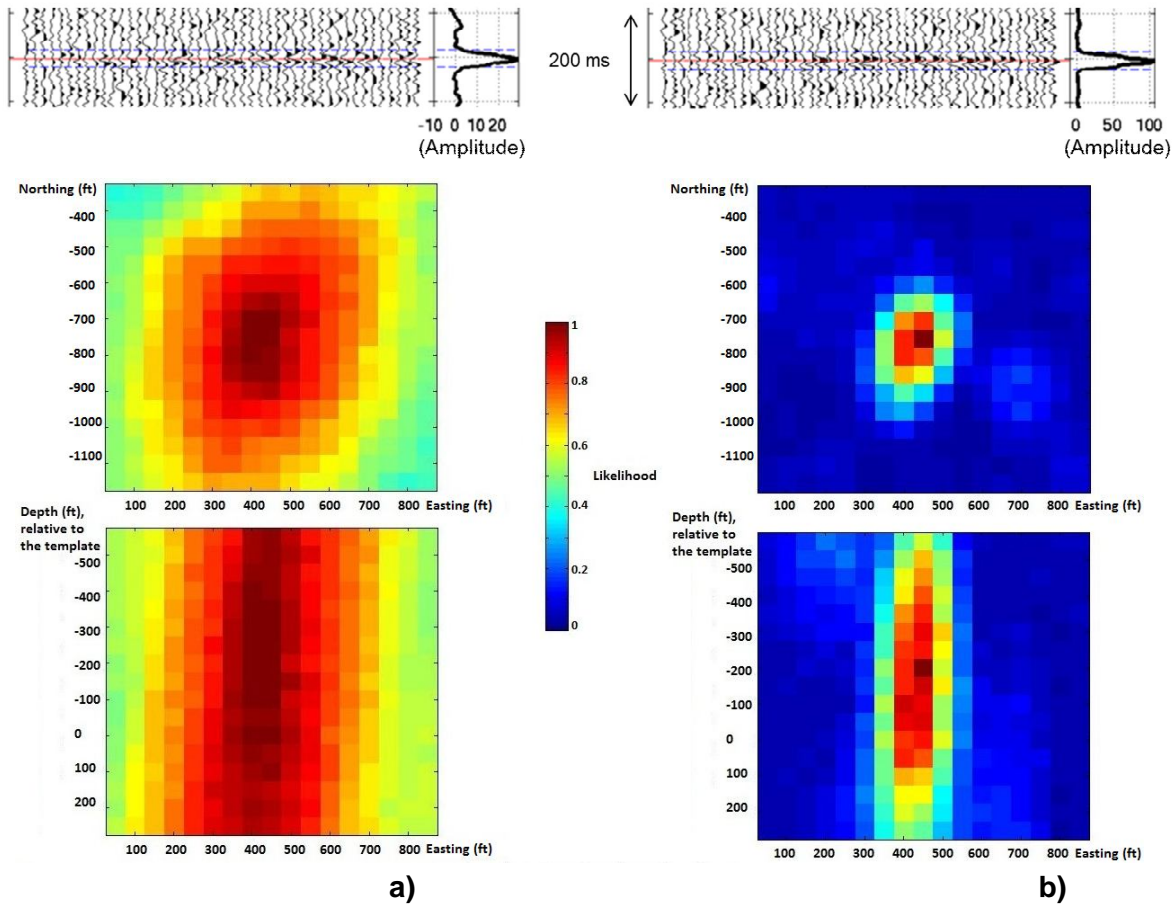 200 ms
-10 0 10 20
(Amplitude)
0 50 100
(Amplitude)
Northing (ft)
-400
-500
-600
-700
-800
-900
-1000
-1100
100 200 300 400 500 600 700 800 Easting (ft)
Depth (ft),
relative to
the template
-500
-400
-300
-200
-100
0
100
200
100 200 300 400 500 600 700 800 Easting (ft)
a)
1
0.8
0.6
0.4
0.2
0
Likelihood
Northing (ft)
-400
-500
-600
-700
-800
-900
-1000
-1100
100 200 300 400 500 600 700 800 Easting (ft)
Depth (ft),
relative to
the template
-500
-400
-300
-200
-100
0
100
200
100 200 300 400 500 600 700 800 Easting (ft)
b)